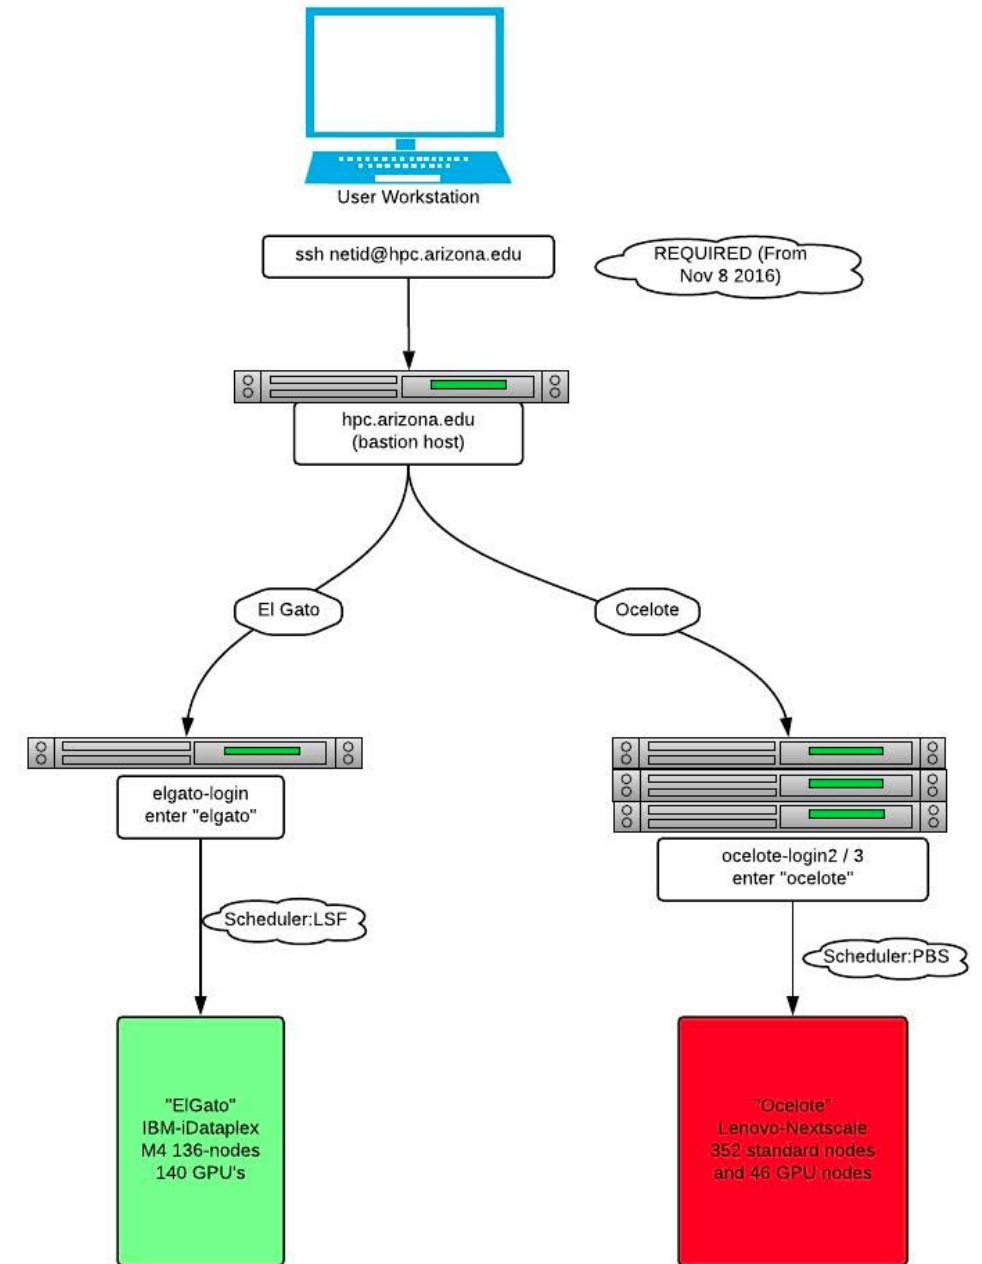 User Workstation
ssh netid@hpc.arizona.edu
REQUIRED (From
Nov 8 2016)
hpc.arizona.edu
(bastion host)
El Gato
Ocelote
elgato-login
enter "elgato"
ocelote-login2 / 3
enter "ocelote"
Scheduler:LSF
Scheduler:PBS
"ElGato"
IBM-iDataplex
M4 136-nodes
140 GPU's
"Ocelote"
Lenovo-Nextscale
352 standard nodes
and 46 GPU nodes